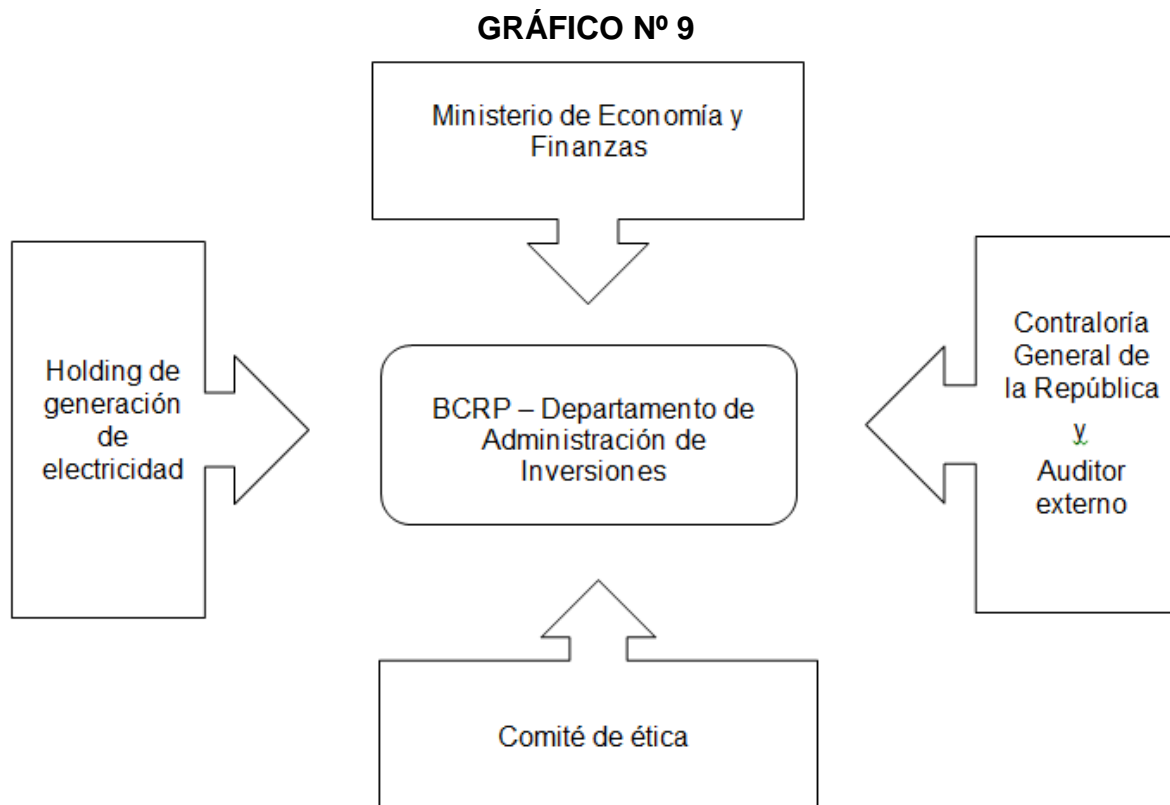 GRÁFICO Nº 9
Ministerio de Economía y
Finanzas
Holding de
generación
de
electricidad
BCRP – Departamento de
Administración de
Inversiones
Contraloría
General de
la República
y
Auditor
externo
Comité de ética